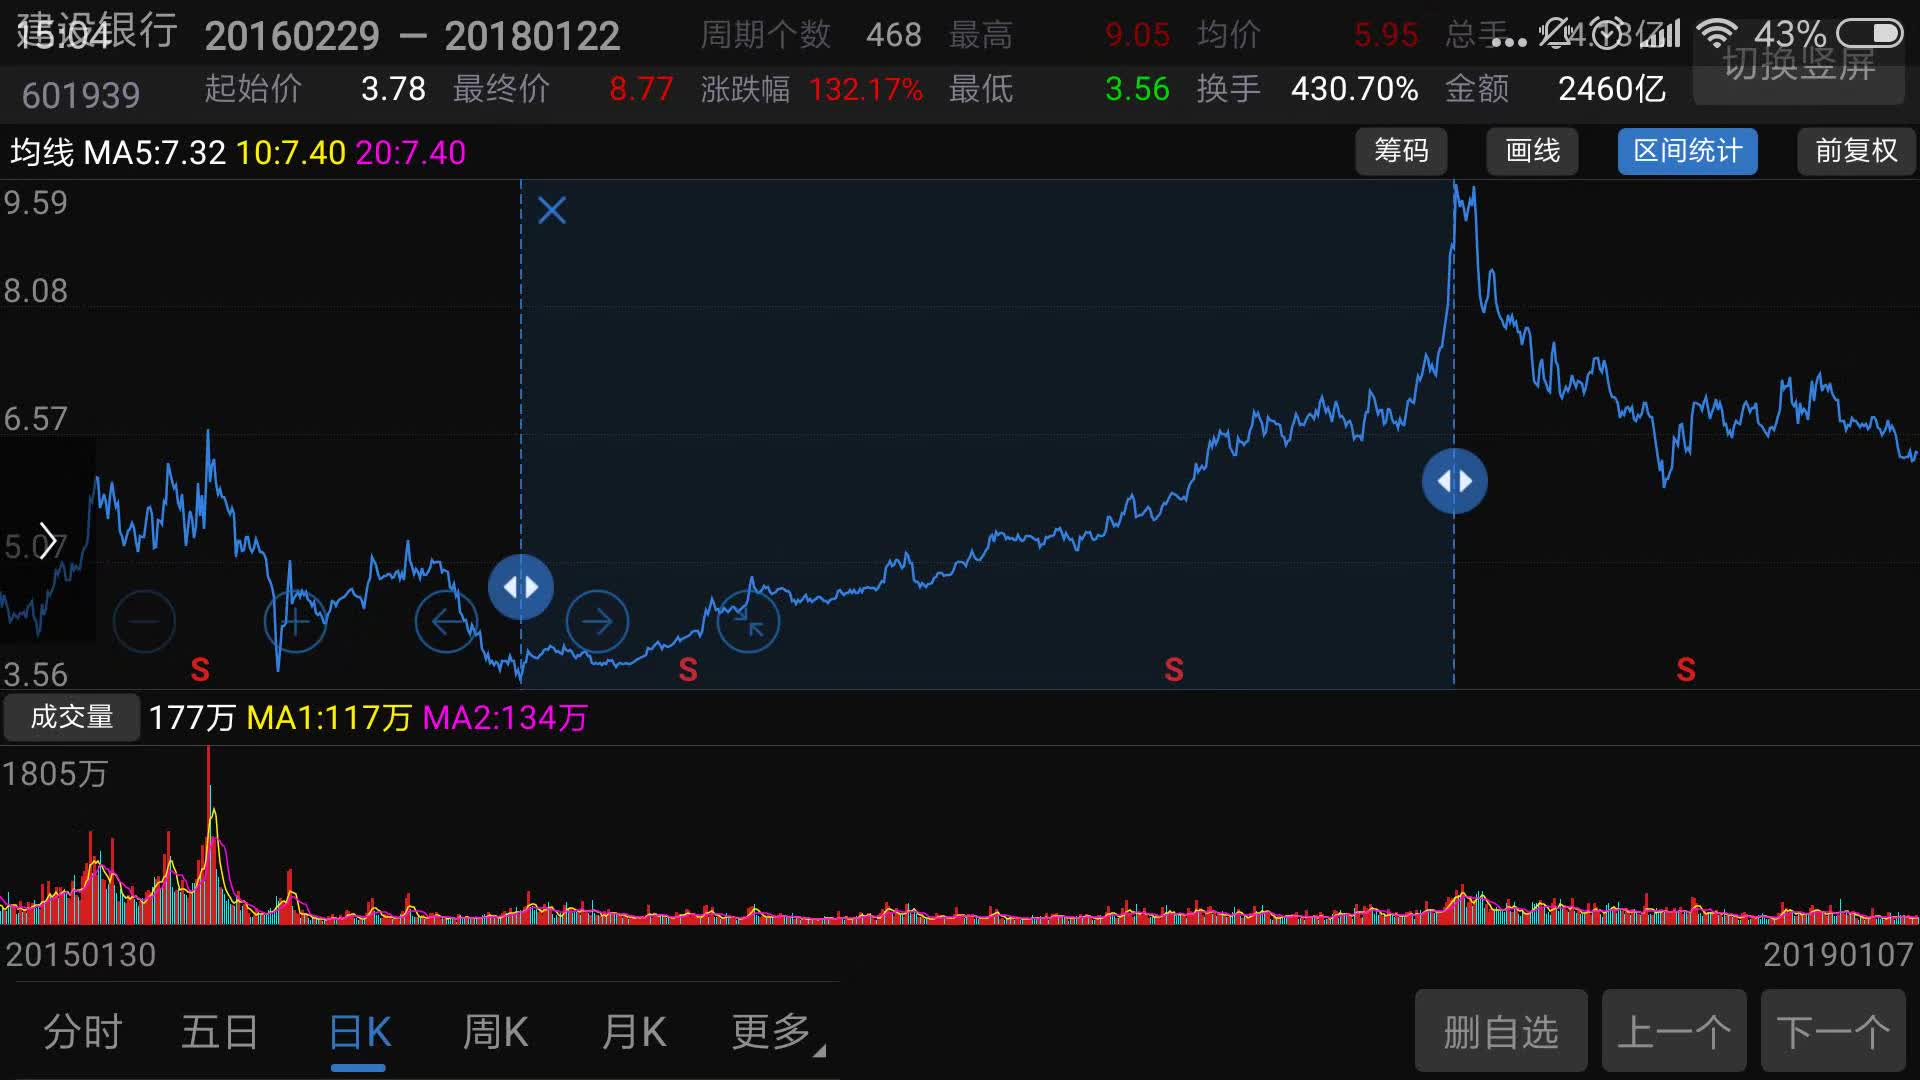 建设银行 20160229 — 20180122 周期个数 468 最高 9.05 均价 5.95 总手 43%
15:04
切换竖屏
601939 起始价 3.78 最终价 8.77 涨跌幅 132.17% 最低 3.56 换手 430.70% 金额 2460亿
均线 MA5:7.32 10:7.40 20:7.40 筹码 画线 区间统计 前复权
9.59
8.08
6.57
5.07
3.56
S S S S
成交量 177万 MA1:117万 MA2:134万
1805万
20150130 20190107
分时 五日 日K 周K 月K 更多 删自选 上一个 下一个